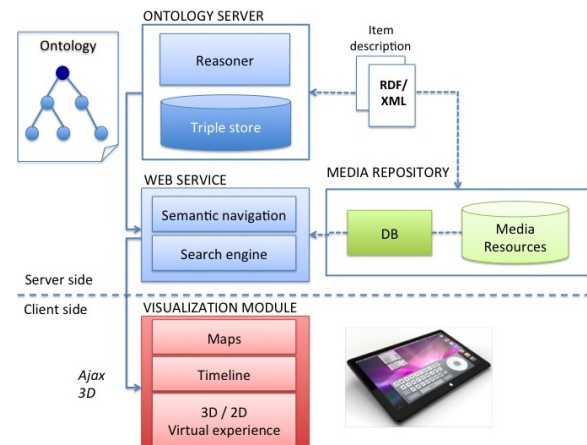 ONTOLOGY SERVER
Ontology
Reasoner
Triple store
Item
description
RDF/
XML
WEB SERVICE
Semantic navigation
Search engine
MEDIA REPOSITORY
DB
Media
Resources
Server side
Client side
VISUALIZATION MODULE
Maps
Timeline
3D / 2D
Virtual experience
Ajax
3D